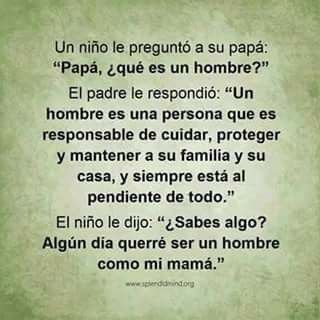 Un niño le preguntó a su papá:
“Papá, ¿qué es un hombre?”
El padre le respondió: “Un
hombre es una persona que es
responsable de cuidar, proteger
y mantener a su familia y su
casa, y siempre está al
pendiente de todo.”
El niño le dijo: “¿Sabes algo?
Algún día querré ser un hombre
como mi mamá.”
www.splendidmind.org